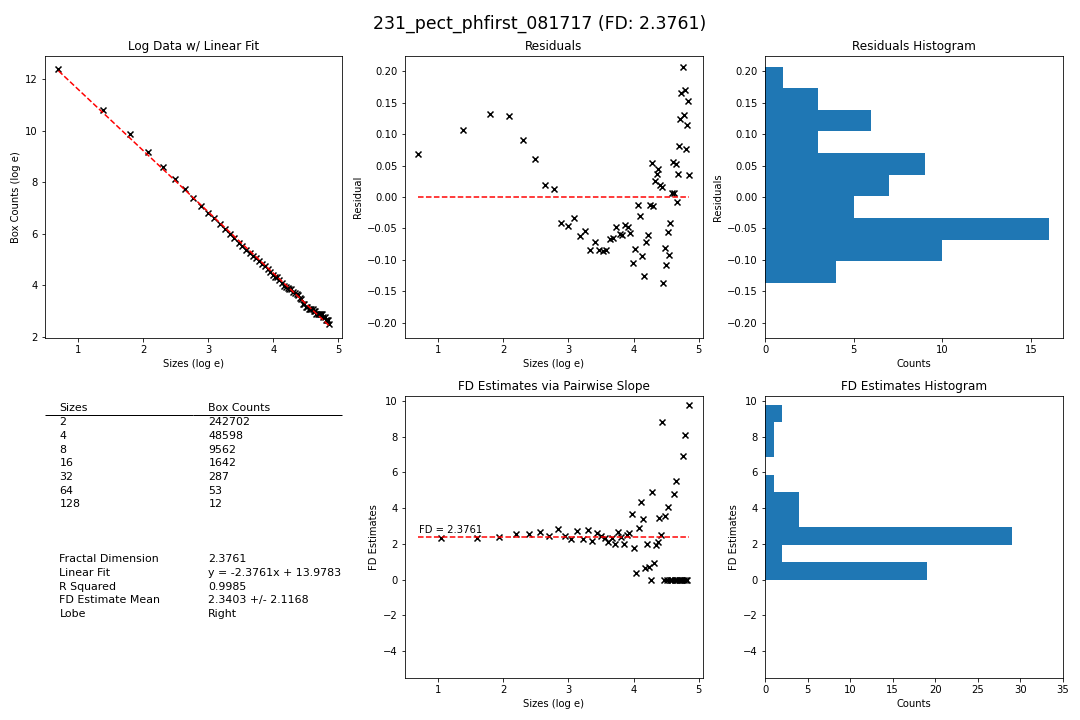 231_pect_phfirst_081717 (FD: 2.3761)
Log Data w/ Linear Fit
12
10
8
6
4
2
Box Counts (log e)
1 2 3 4 5
Sizes (log e)
Residuals
0.20
0.15
0.10
0.05
0.00
−0.05
−0.10
−0.15
−0.20
Residual
1 2 3 4 5
Sizes (log e)
Residuals Histogram
0.20
0.15
0.10
0.05
0.00
−0.05
−0.10
−0.15
−0.20
Residuals
0 5 10 15
Counts
Sizes Box Counts
2 242702
4 48598
8 9562
16 1642
32 287
64 53
128 12
Fractal Dimension 2.3761
Linear Fit y = -2.3761x + 13.9783
R Squared 0.9985
FD Estimate Mean 2.3403 +/- 2.1168
Lobe Right
FD Estimates via Pairwise Slope
10
8
6
4
2
0
−2
−4
FD Estimates
FD = 2.3761
1 2 3 4 5
Sizes (log e)
FD Estimates Histogram
10
8
6
4
2
0
−2
−4
FD Estimates
0 5 10 15 20 25 30 35
Counts